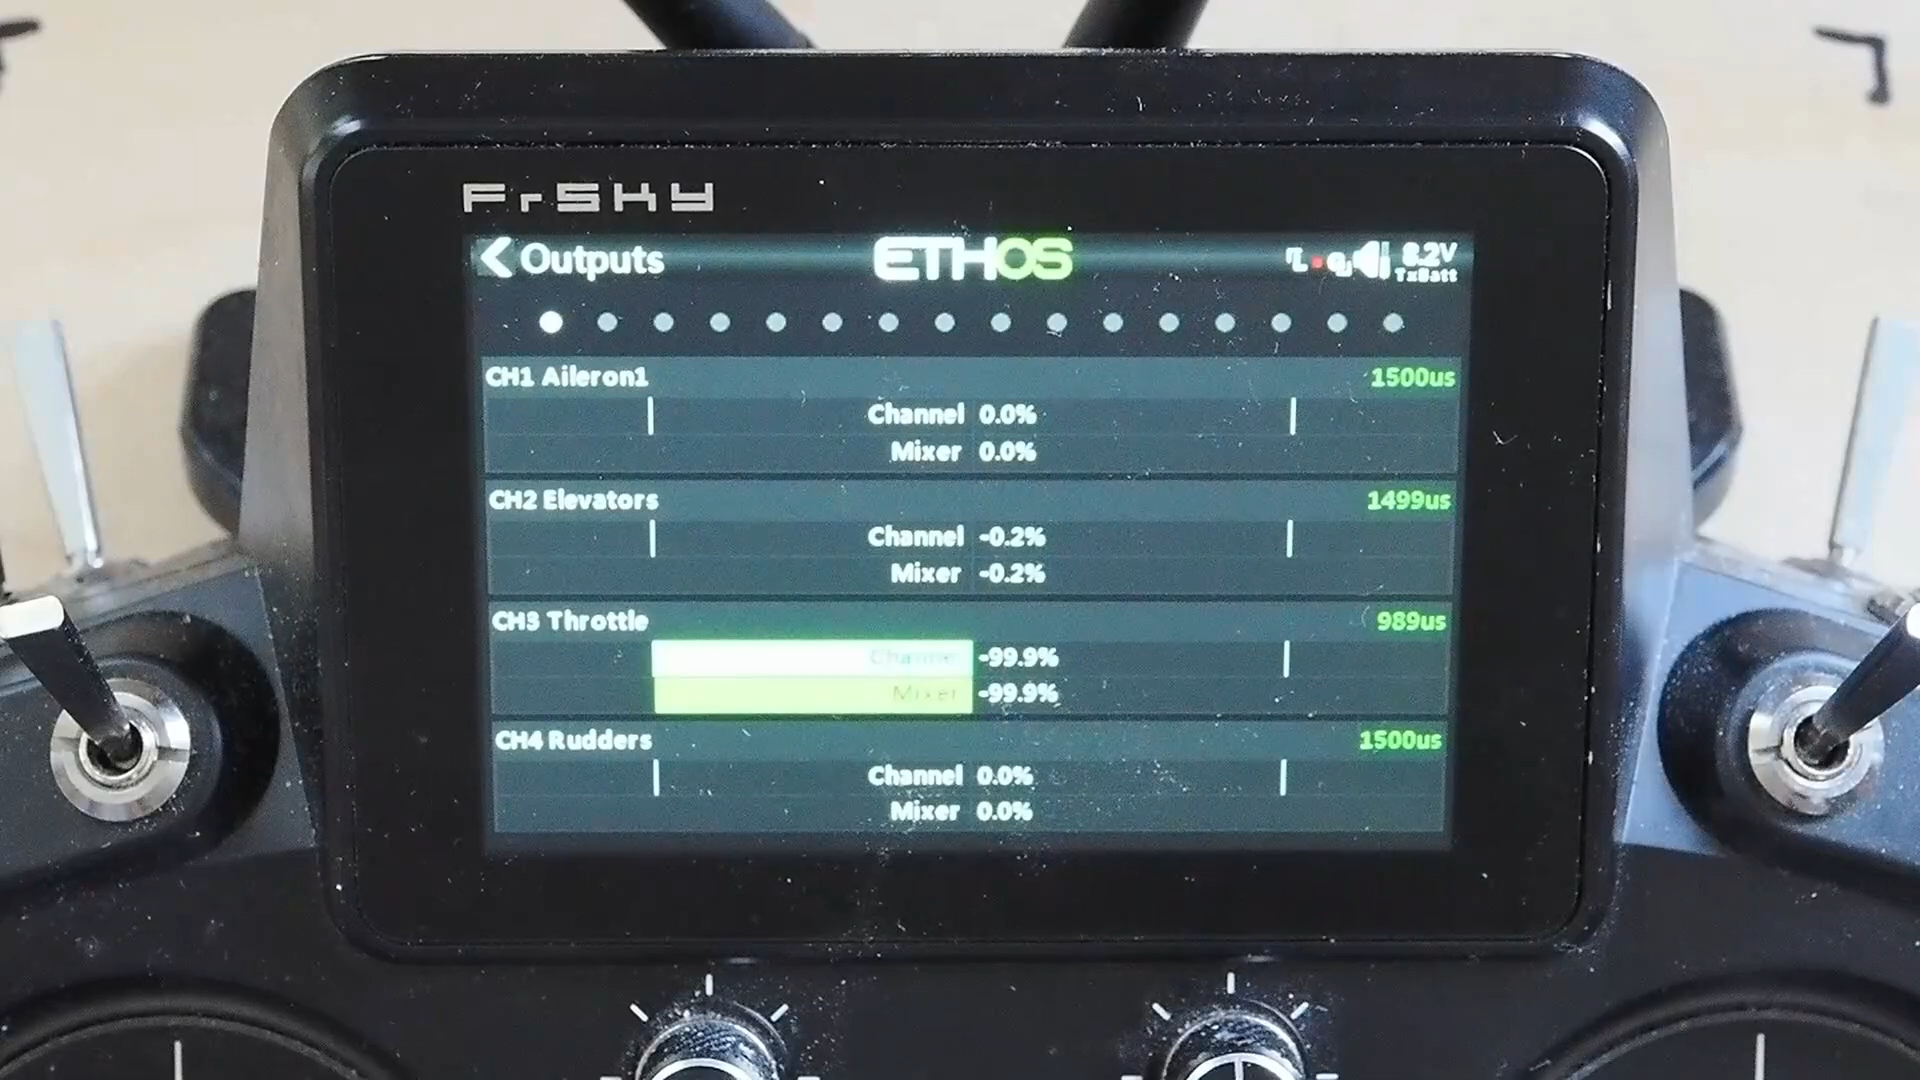 FrSKY
Outputs
ETHOS
8.2V
TxBatt
CH1 Aileron1 1500us
Channel 0.0%
Mixer 0.0%
CH2 Elevators 1499us
Channel -0.2%
Mixer -0.2%
CH3 Throttle 989us
Channel -99.9%
Mixer -99.9%
CH4 Rudders 1500us
Channel 0.0%
Mixer 0.0%